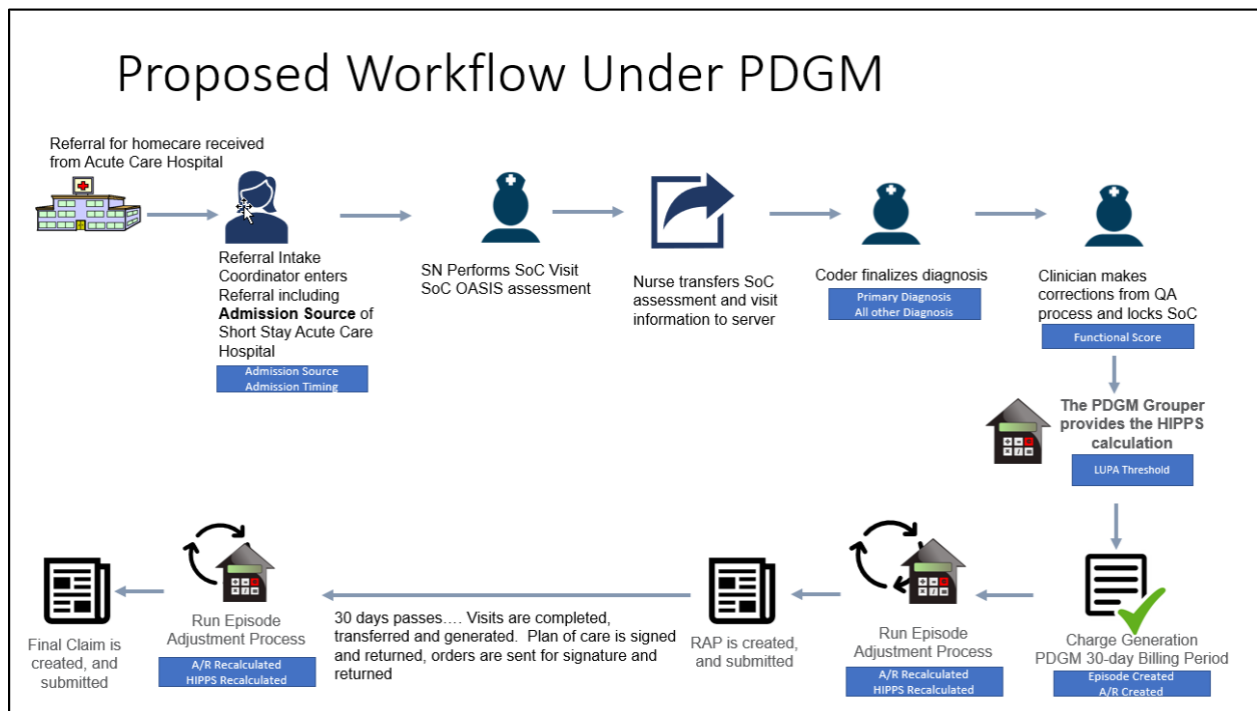 Proposed Workflow Under PDGM
Referral for homecare received
from Acute Care Hospital
Referral Intake
Coordinator enters
Referral including
Admission Source of
Short Stay Acute Care
Hospital
Admission Source
Admission Timing
SN Performs SoC Visit
SoC OASIS assessment
Nurse transfers SoC
assessment and visit
information to server
Coder finalizes diagnosis
Primary Diagnosis
All other Diagnosis
Clinician makes
corrections from QA
process and locks SoC
Functional Score
The PDGM Grouper
provides the HIPPS
calculation
LUPA Threshold
Charge Generation
PDGM 30-day Billing Period
Episode Created
A/R Created
Run Episode
Adjustment Process
A/R Recalculated
HIPPS Recalculated
RAP is created,
and submitted
30 days passes.... Visits are completed,
transferred and generated. Plan of care is signed
and returned, orders are sent for signature and
returned
Run Episode
Adjustment Process
A/R Recalculated
HIPPS Recalculated
Final Claim is
created, and
submitted